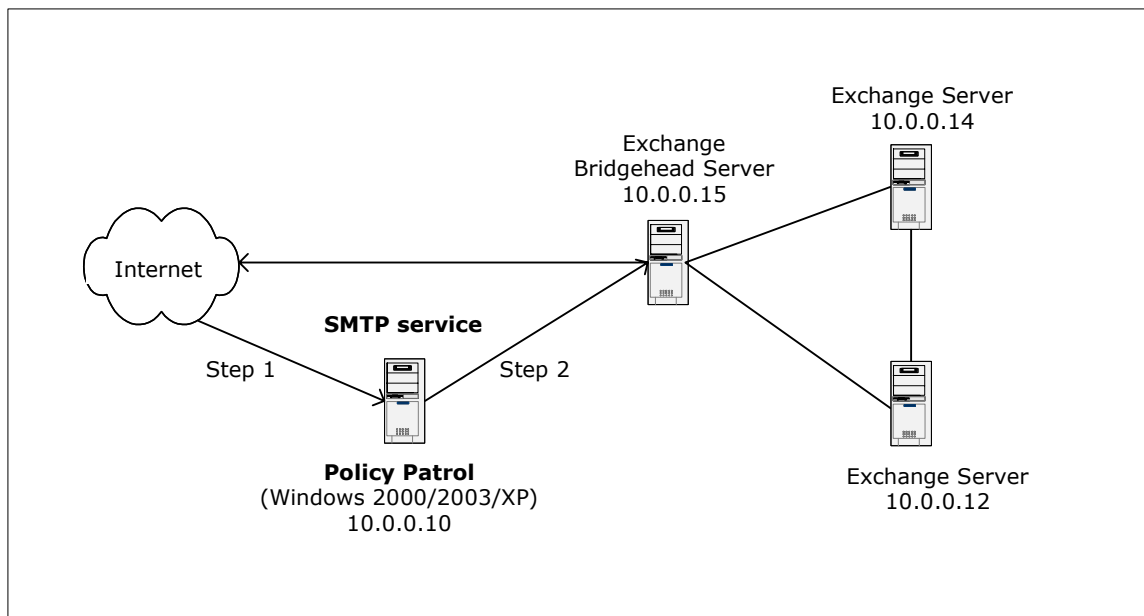 Exchange Server
10.0.0.14
Exchange
Bridgehead Server
10.0.0.15
Internet
SMTP service
Step 1
Step 2
Policy Patrol
(Windows 2000/2003/XP)
10.0.0.10
Exchange Server
10.0.0.12